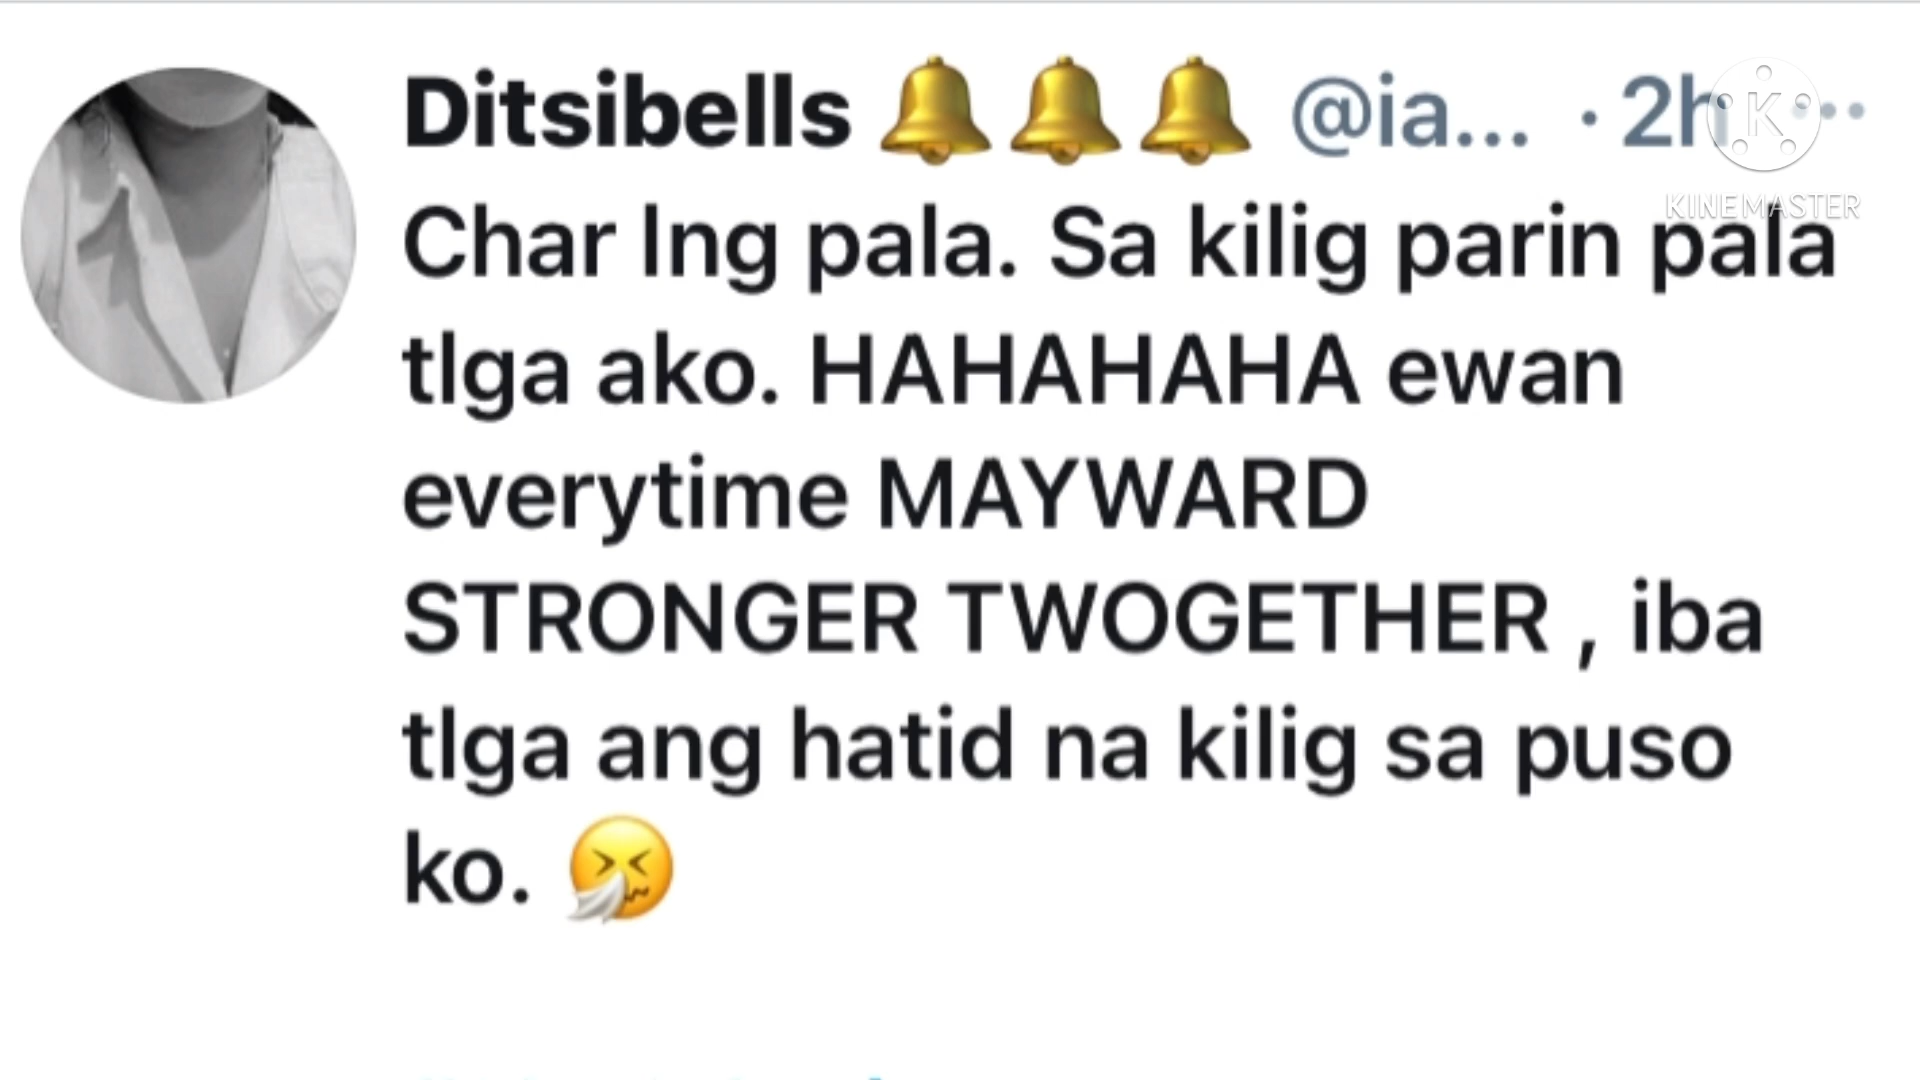 Ditsibells 🔔🔔🔔 @ia... · 2h
KINEMASTER
Char lng pala. Sa kilig parin pala
tlga ako. HAHAHAHA ewan
everytime MAYWARD
STRONGER TWOGETHER , iba
tlga ang hatid na kilig sa puso
ko. 🤧